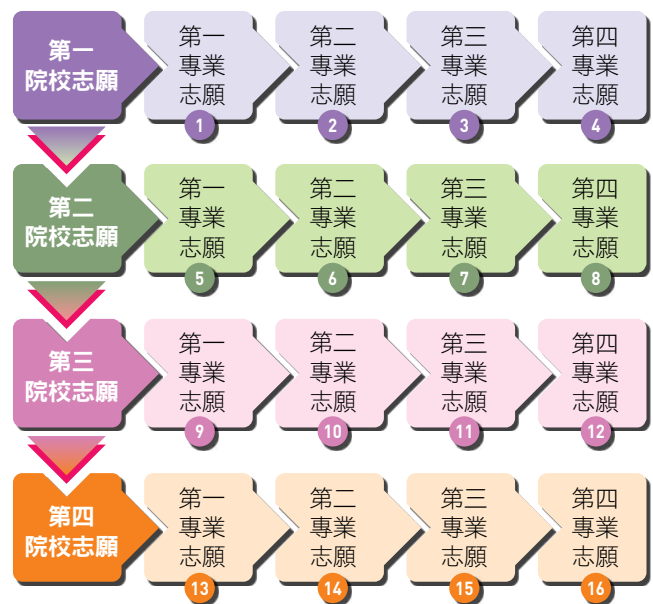 第一
院校志願
第一
專業
志願
1
第二
專業
志願
2
第三
專業
志願
3
第四
專業
志願
4
第二
院校志願
第一
專業
志願
5
第二
專業
志願
6
第三
專業
志願
7
第四
專業
志願
8
第三
院校志願
第一
專業
志願
9
第二
專業
志願
10
第三
專業
志願
11
第四
專業
志願
12
第四
院校志願
第一
專業
志願
13
第二
專業
志願
14
第三
專業
志願
15
第四
專業
志願
16